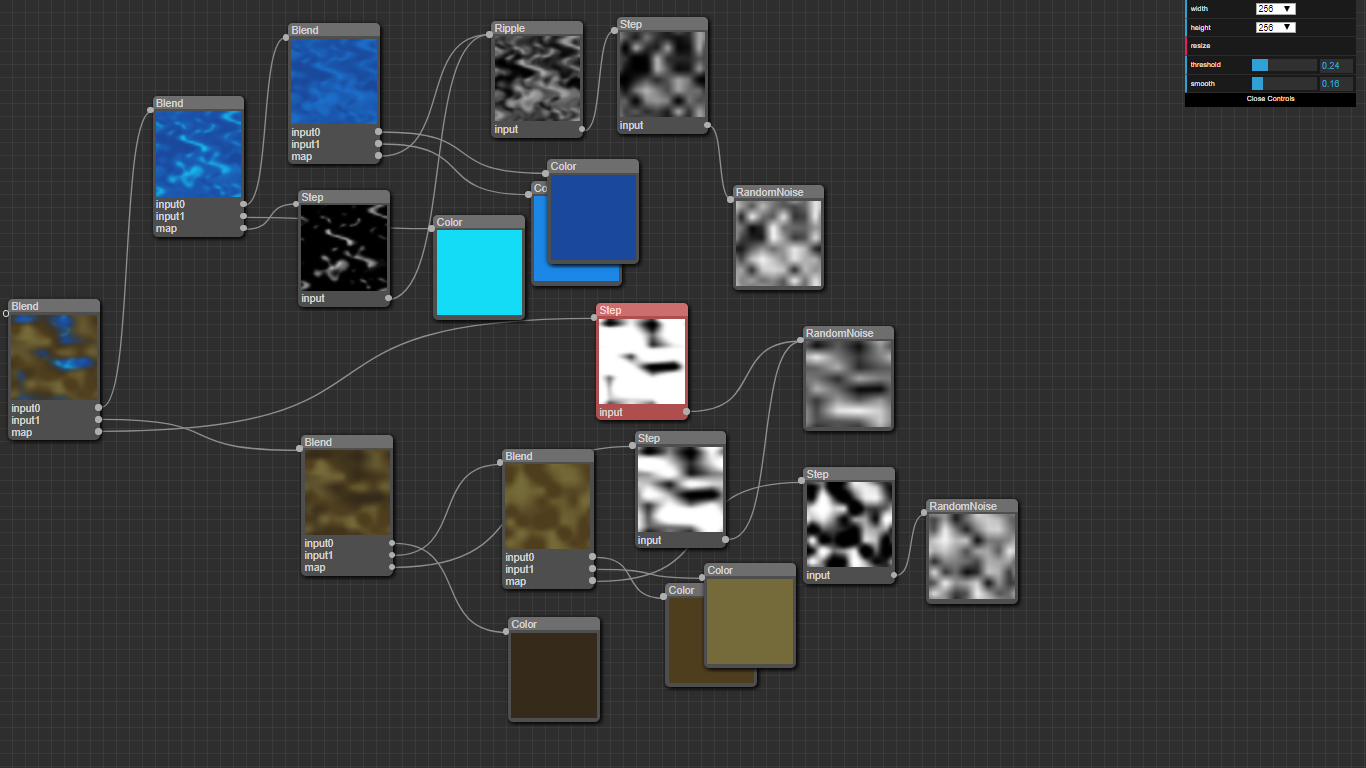 width 256
height 256
resize
threshold 0.24
smooth 0.16
Close Controls
Blend
input0
input1
map
Ripple
input
Step
input
Blend
input0
input1
map
Step
input
Color
Co
Color
RandomNoise
Blend
input0
input1
map
Step
input
RandomNoise
Blend
input0
input1
map
Blend
input0
input1
map
Step
input
Step
input
RandomNoise
Color
Color
Color